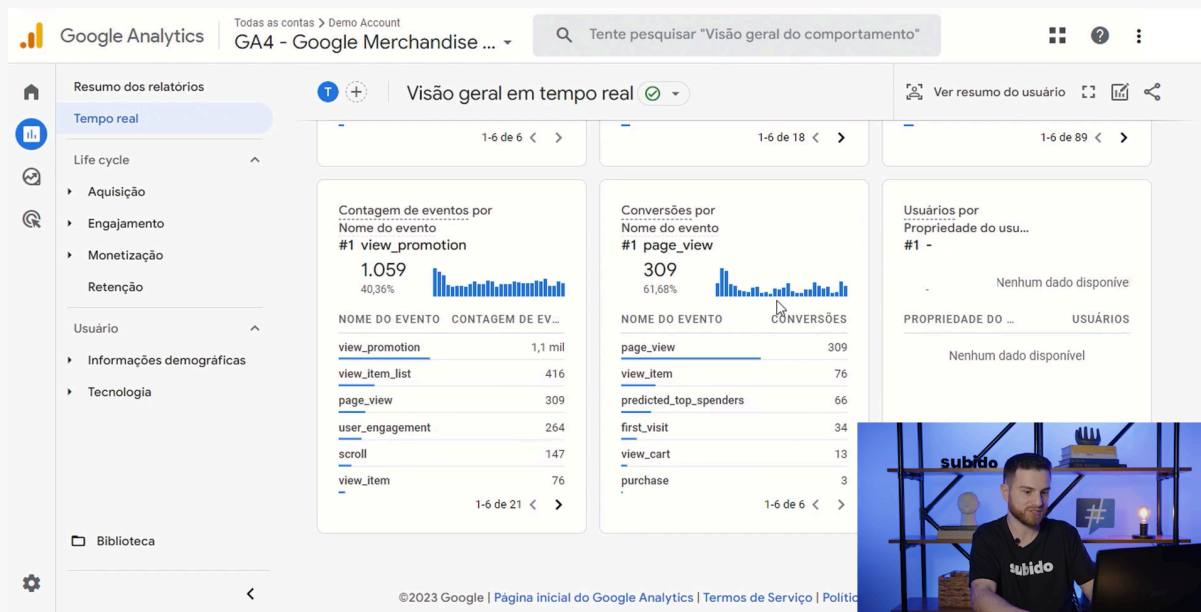 Google Analytics
Todas as contas > Demo Account
GA4 - Google Merchandise ...
Tente pesquisar "Visão geral do comportamento"
Resumo dos relatórios
Tempo real
Life cycle
Aquisição
Engajamento
Monetização
Retenção
Usuário
Informações demográficas
Tecnologia
Biblioteca
T
Visão geral em tempo real
Ver resumo do usuário
1-6 de 6
1-6 de 18
1-6 de 89
Contagem de eventos por
Nome do evento
#1 view_promotion
1.059
40,36%
NOME DO EVENTO CONTAGEM DE EV...
view_promotion 1,1 mil
view_item_list 416
page_view 309
user_engagement 264
scroll 147
view_item 76
1-6 de 21
Conversões por
Nome do evento
#1 page_view
309
61,68%
NOME DO EVENTO CONVERSÕES
page_view 309
view_item 76
predicted_top_spenders 66
first_visit 34
view_cart 13
purchase 3
1-6 de 6
Usuários por
Propriedade do usu...
#1 -
-
Nenhum dado disponíve
PROPRIEDADE DO ... USUÁRIOS
Nenhum dado disponível
subido
#
subido
©2023 Google | Página inicial do Google Analytics | Termos de Serviço | Polític